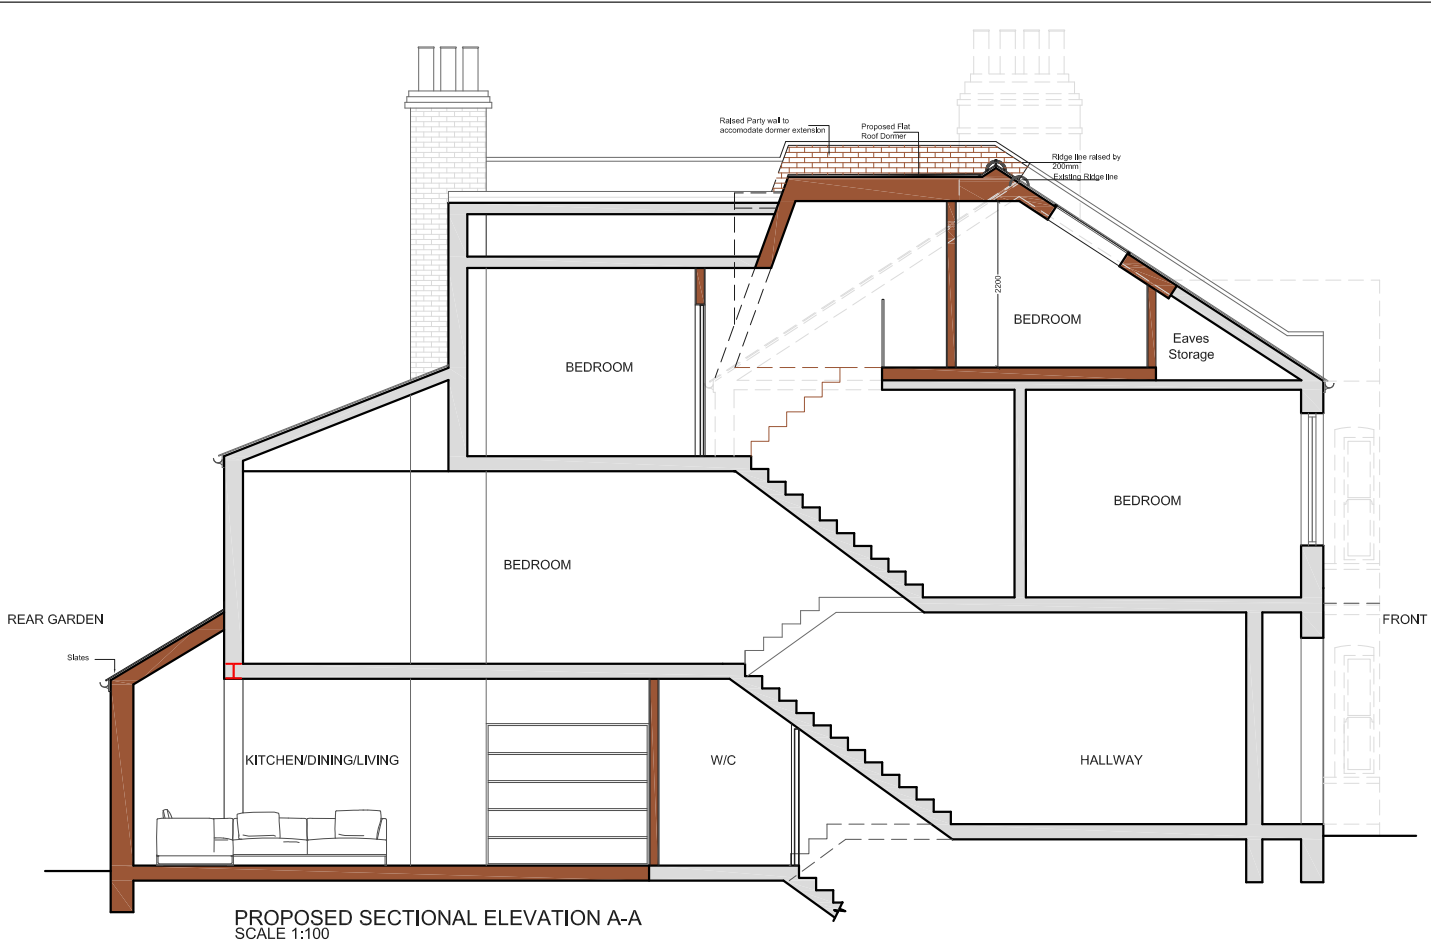 Raised Party wall to
accomodate dormer extension
Proposed Flat
Roof Dormer
Ridge line raised by
200mm
Existing Ridge line
2200
BEDROOM
Eaves
Storage
BEDROOM
BEDROOM
BEDROOM
REAR GARDEN
FRONT
Slates
KITCHEN/DINING/LIVING
W/C
HALLWAY
PROPOSED SECTIONAL ELEVATION A-A
SCALE 1:100